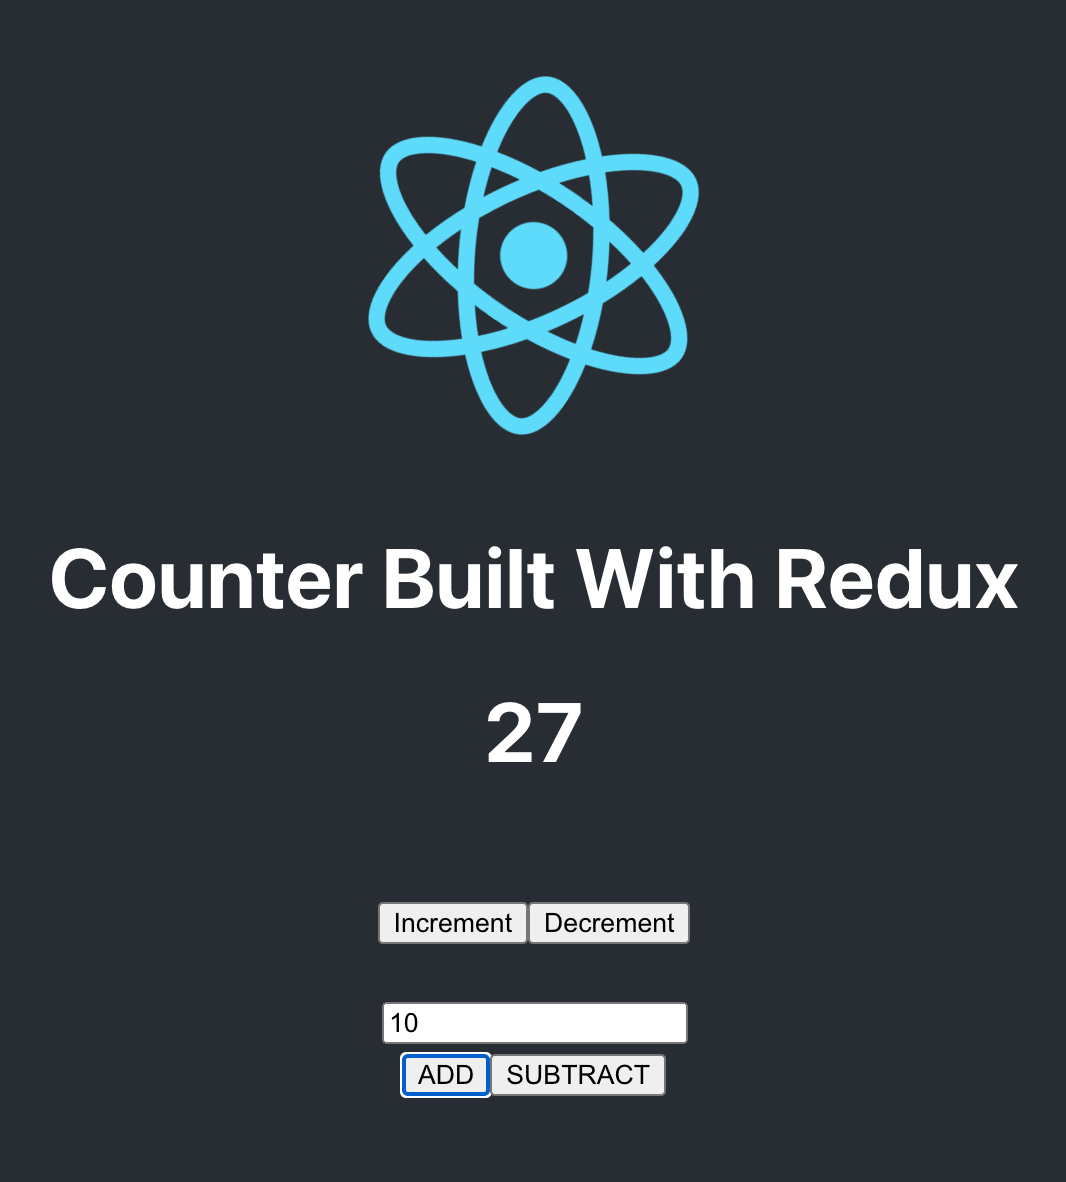 Counter Built With Redux
27
Increment Decrement
10
ADD SUBTRACT